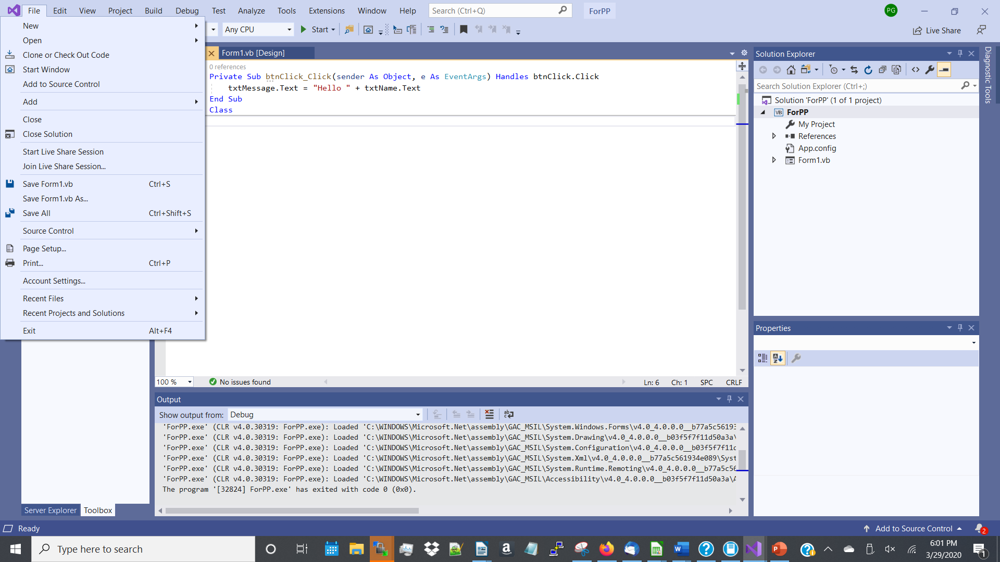 File Edit View Project Build Debug Test Analyze Tools Extensions Window Help Search (Ctrl+Q) ForPP PG
Any CPU Start Live Share
New
Open
Clone or Check Out Code
Start Window
Add to Source Control
Add
Close
Close Solution
Start Live Share Session
Join Live Share Session...
Save Form1.vb Ctrl+S
Save Form1.vb As...
Save All Ctrl+Shift+S
Source Control
Page Setup...
Print... Ctrl+P
Account Settings...
Recent Files
Recent Projects and Solutions
Exit Alt+F4
Form1.vb [Design]
0 references
Private Sub btnClick_Click(sender As Object, e As EventArgs) Handles btnClick.Click
txtMessage.Text = "Hello " + txtName.Text
End Sub
Class
100 % No issues found Ln: 6 Ch: 1 SPC CRLF
Output
Show output from: Debug
'ForPP.exe' (CLR v4.0.30319: ForPP.exe): Loaded 'C:\WINDOWS\Microsoft.Net\assembly\GAC_MSIL\System.Windows.Forms\v4.0_4.0.0.0__b77a5c56193
'ForPP.exe' (CLR v4.0.30319: ForPP.exe): Loaded 'C:\WINDOWS\Microsoft.Net\assembly\GAC_MSIL\System.Drawing\v4.0_4.0.0.0__b03f5f7f11d50a3a\
'ForPP.exe' (CLR v4.0.30319: ForPP.exe): Loaded 'C:\WINDOWS\Microsoft.Net\assembly\GAC_MSIL\System.Configuration\v4.0_4.0.0.0__b03f5f7f11d
'ForPP.exe' (CLR v4.0.30319: ForPP.exe): Loaded 'C:\WINDOWS\Microsoft.Net\assembly\GAC_MSIL\System.Xml\v4.0_4.0.0.0__b77a5c561934e089\Syst
'ForPP.exe' (CLR v4.0.30319: ForPP.exe): Loaded 'C:\WINDOWS\Microsoft.Net\assembly\GAC_MSIL\System.Runtime.Remoting\v4.0_4.0.0.0__b77a5c56
'ForPP.exe' (CLR v4.0.30319: ForPP.exe): Loaded 'C:\WINDOWS\Microsoft.Net\assembly\GAC_MSIL\Accessibility\v4.0_4.0.0.0__b03f5f7f11d50a3a\A
The program '[32824] ForPP.exe' has exited with code 0 (0x0).
Server Explorer Toolbox
Solution Explorer
Search Solution Explorer (Ctrl+;)
Solution 'ForPP' (1 of 1 project)
VB ForPP
My Project
References
App.config
Form1.vb
Properties
Diagnostic Tools
Ready Add to Source Control 2
Type here to search
6:01 PM
3/29/2020
1